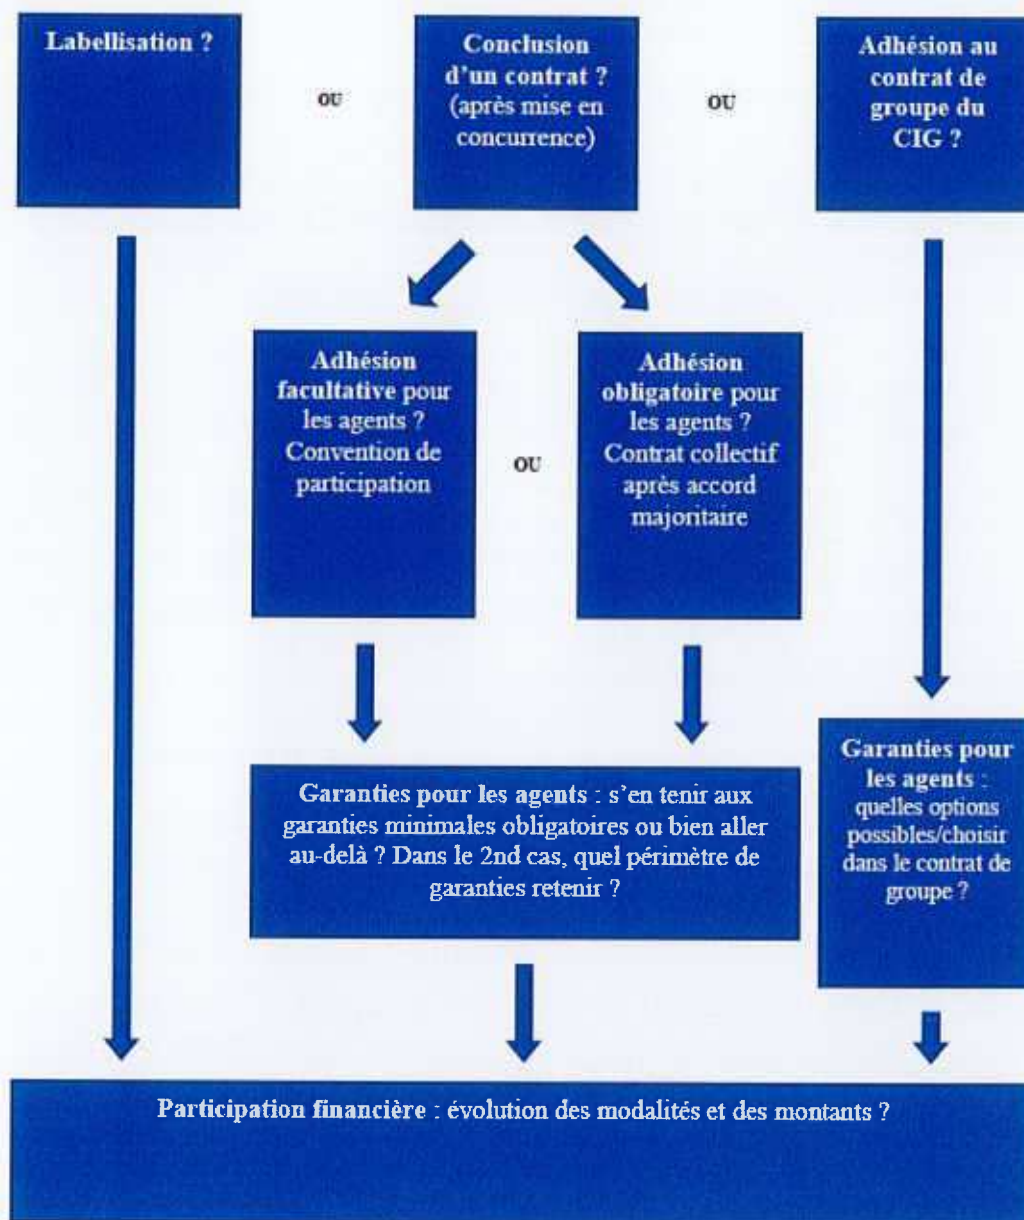 Labellisation ?
OU
Conclusion
d'un contrat ?
(après mise en
concurrence)
OU
Adhésion au
contrat de
groupe du
CIG ?
Adhésion
facultative pour
les agents ?
Convention de
participation
OU
Adhésion
obligatoire pour
les agents ?
Contrat collectif
après accord
majoritaire
Garanties pour les agents : s'en tenir aux
garanties minimales obligatoires ou bien aller
au-delà ? Dans le 2nd cas, quel périmètre de
garanties retenir ?
Garanties pour
les agents :
quelles options
possibles/choisir
dans le contrat de
groupe ?
Participation financière : évolution des modalités et des montants ?